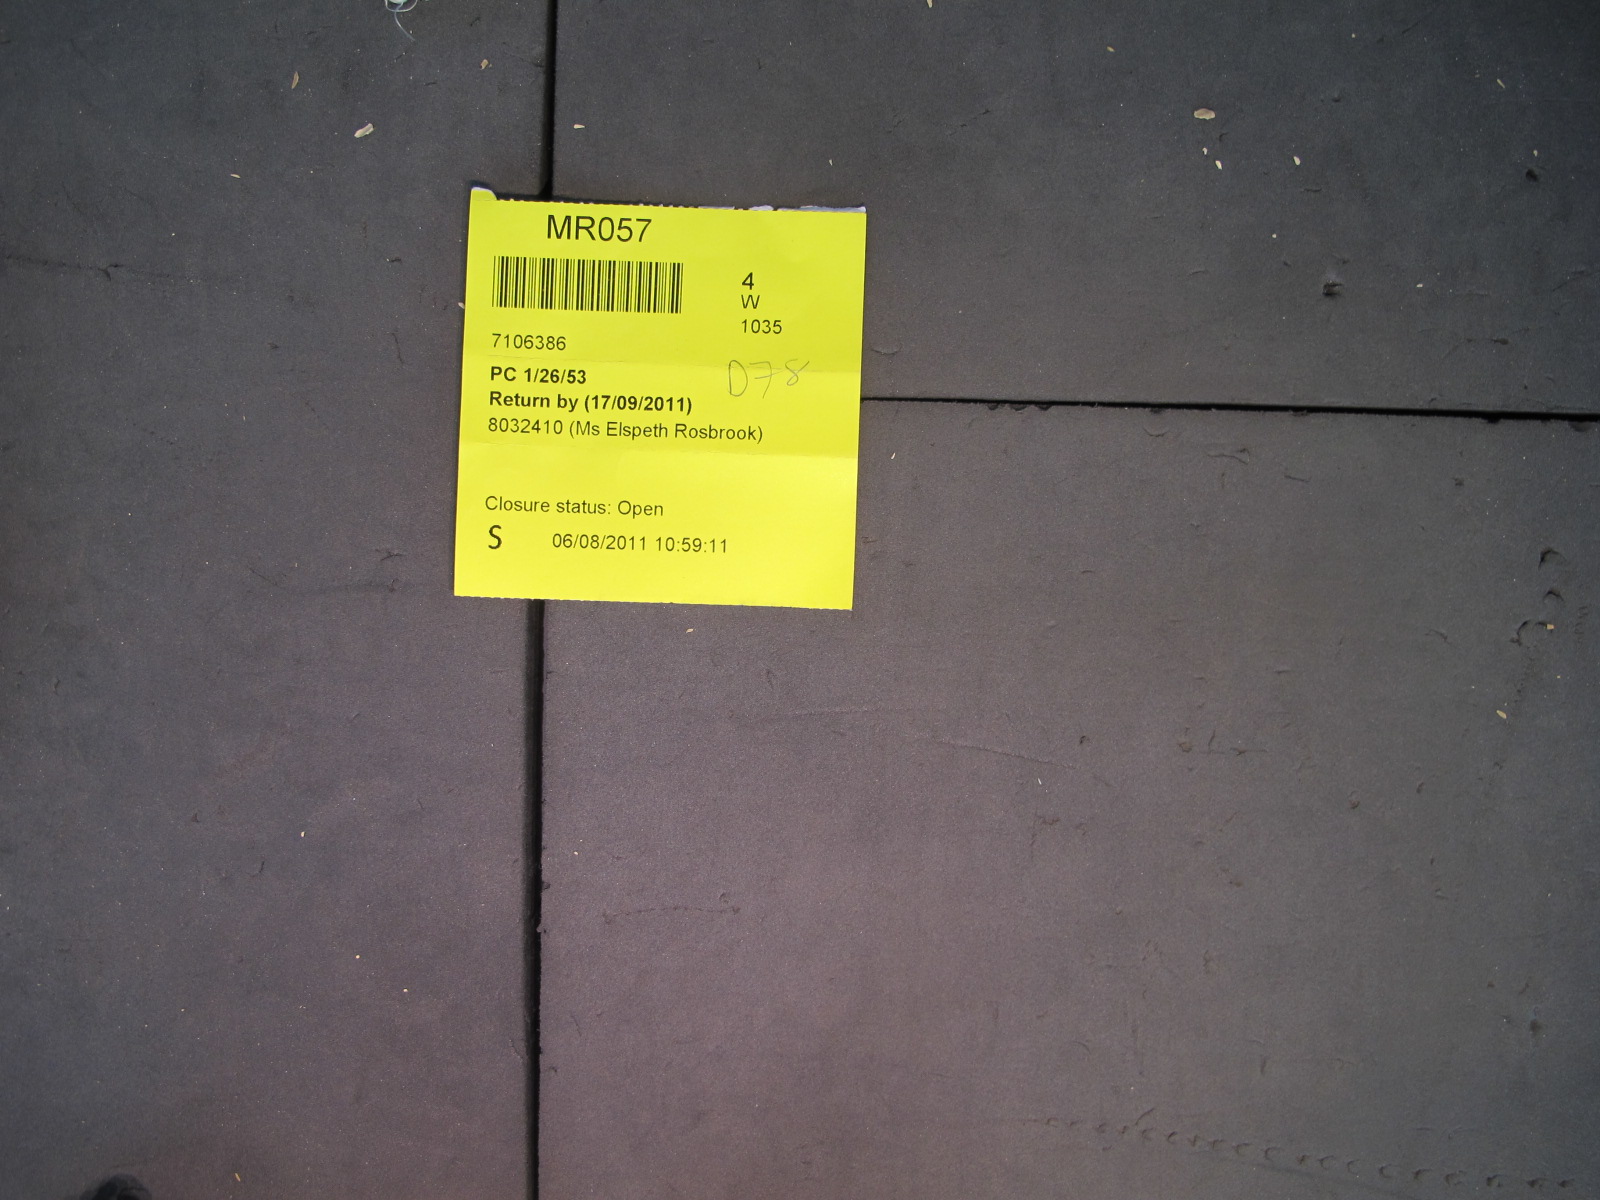 MR057
4
W
1035
7106386
PC 1/26/53
D78
Return by (17/09/2011)
8032410 (Ms Elspeth Rosbrook)
Closure status: Open
S 06/08/2011 10:59:11